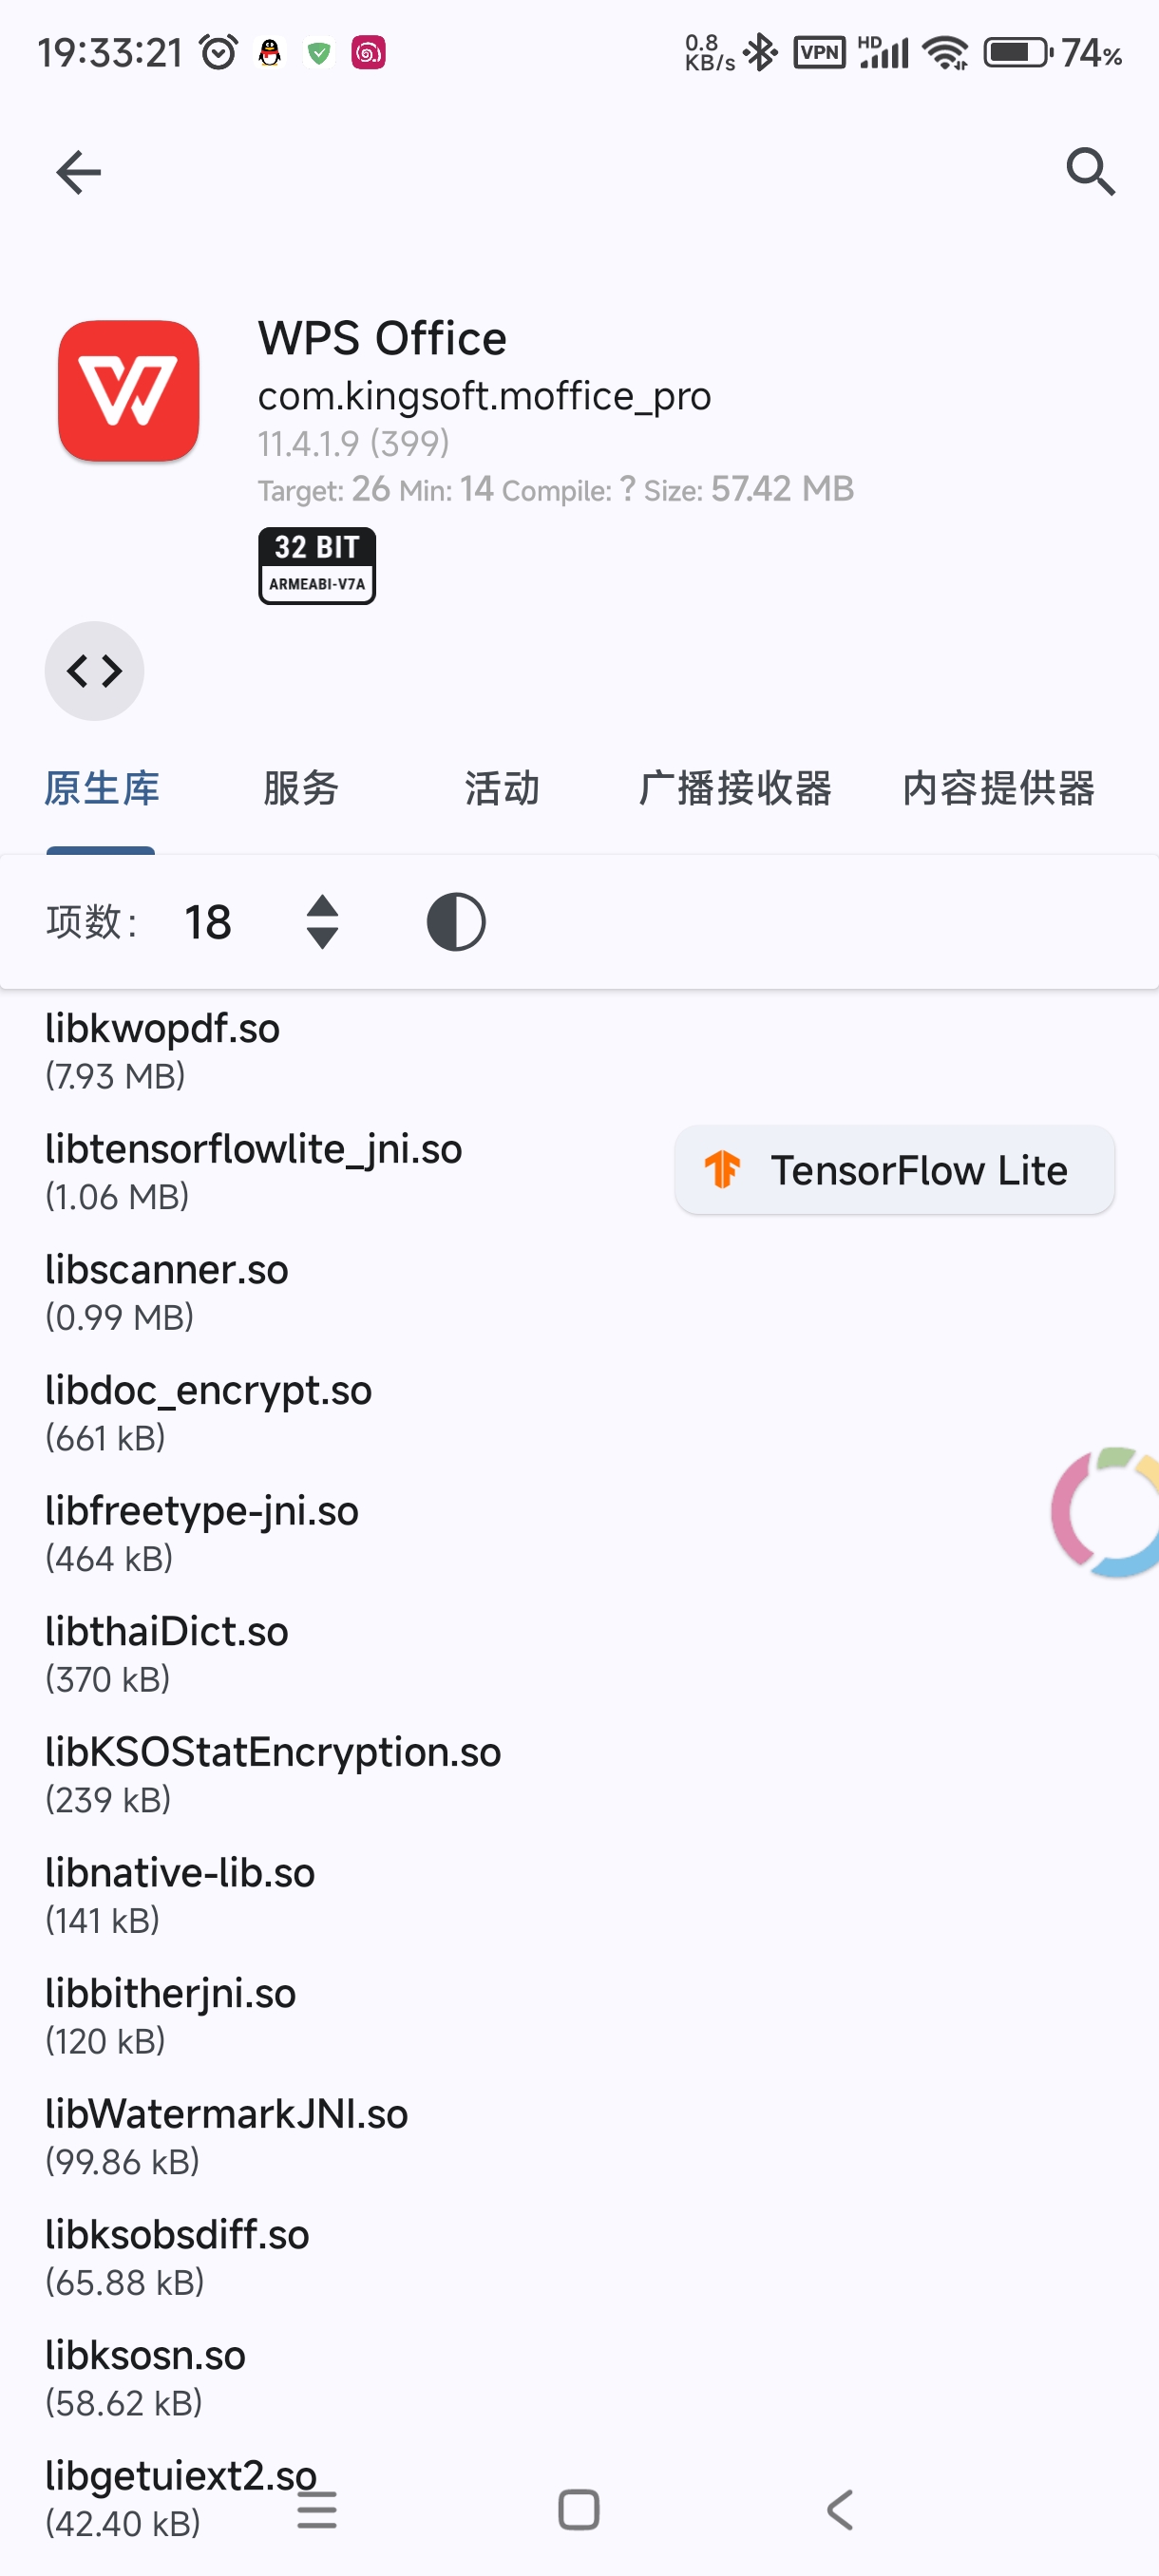 19:33:21 0.8 KB/s VPN HD 74%
WPS Office
com.kingsoft.moffice_pro
11.4.1.9 (399)
Target: 26 Min: 14 Compile: ? Size: 57.42 MB
32 BIT
ARMEABI-V7A
原生库 服务 活动 广播接收器 内容提供器
项数: 18
libkwopdf.so
(7.93 MB)
libtensorflowlite_jni.so
(1.06 MB)
TensorFlow Lite
libscanner.so
(0.99 MB)
libdoc_encrypt.so
(661 kB)
libfreetype-jni.so
(464 kB)
libthaiDict.so
(370 kB)
libKSOStatEncryption.so
(239 kB)
libnative-lib.so
(141 kB)
libbitherjni.so
(120 kB)
libWatermarkJNI.so
(99.86 kB)
libksobsdiff.so
(65.88 kB)
libksosn.so
(58.62 kB)
libgetuiext2.so
(42.40 kB)